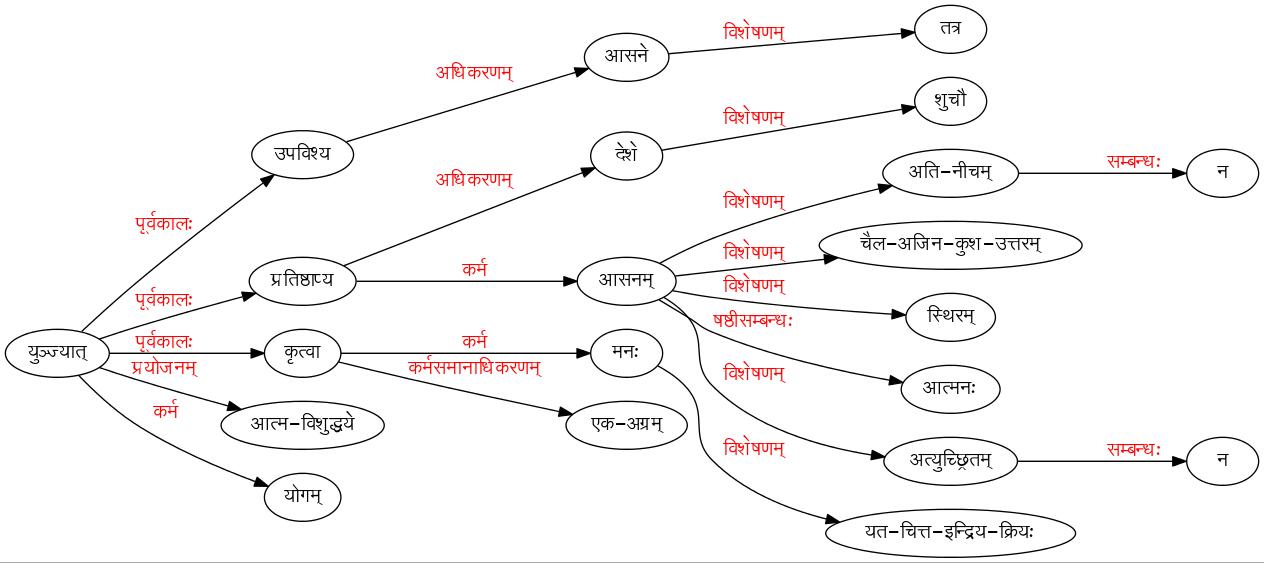 तत्र
विशेषणम्
आसने
अधिकरणम्
शुचौ
विशेषणम्
उपविश्य
देशे
अति-नीचम्
सम्बन्धः
न
अधिकरणम्
विशेषणम्
पूर्वकालः
चैल-अजिन-कुश-उत्तरम्
विशेषणम्
प्रतिष्ठाप्य
कर्म
आसनम्
विशेषणम्
पूर्वकालः
स्थिरम्
षष्ठीसम्बन्धः
युञ्ज्यात्
पूर्वकालः
कृत्वा
कर्म
मनः
प्रयोजनम्
कर्मसमानाधिकरणम्
विशेषणम्
आत्मनः
कर्म
आत्म-विशुद्धये
एक-अग्रम्
विशेषणम्
अत्युच्छ्रितम्
सम्बन्धः
न
योगम्
यत-चित्त-इन्द्रिय-क्रियः